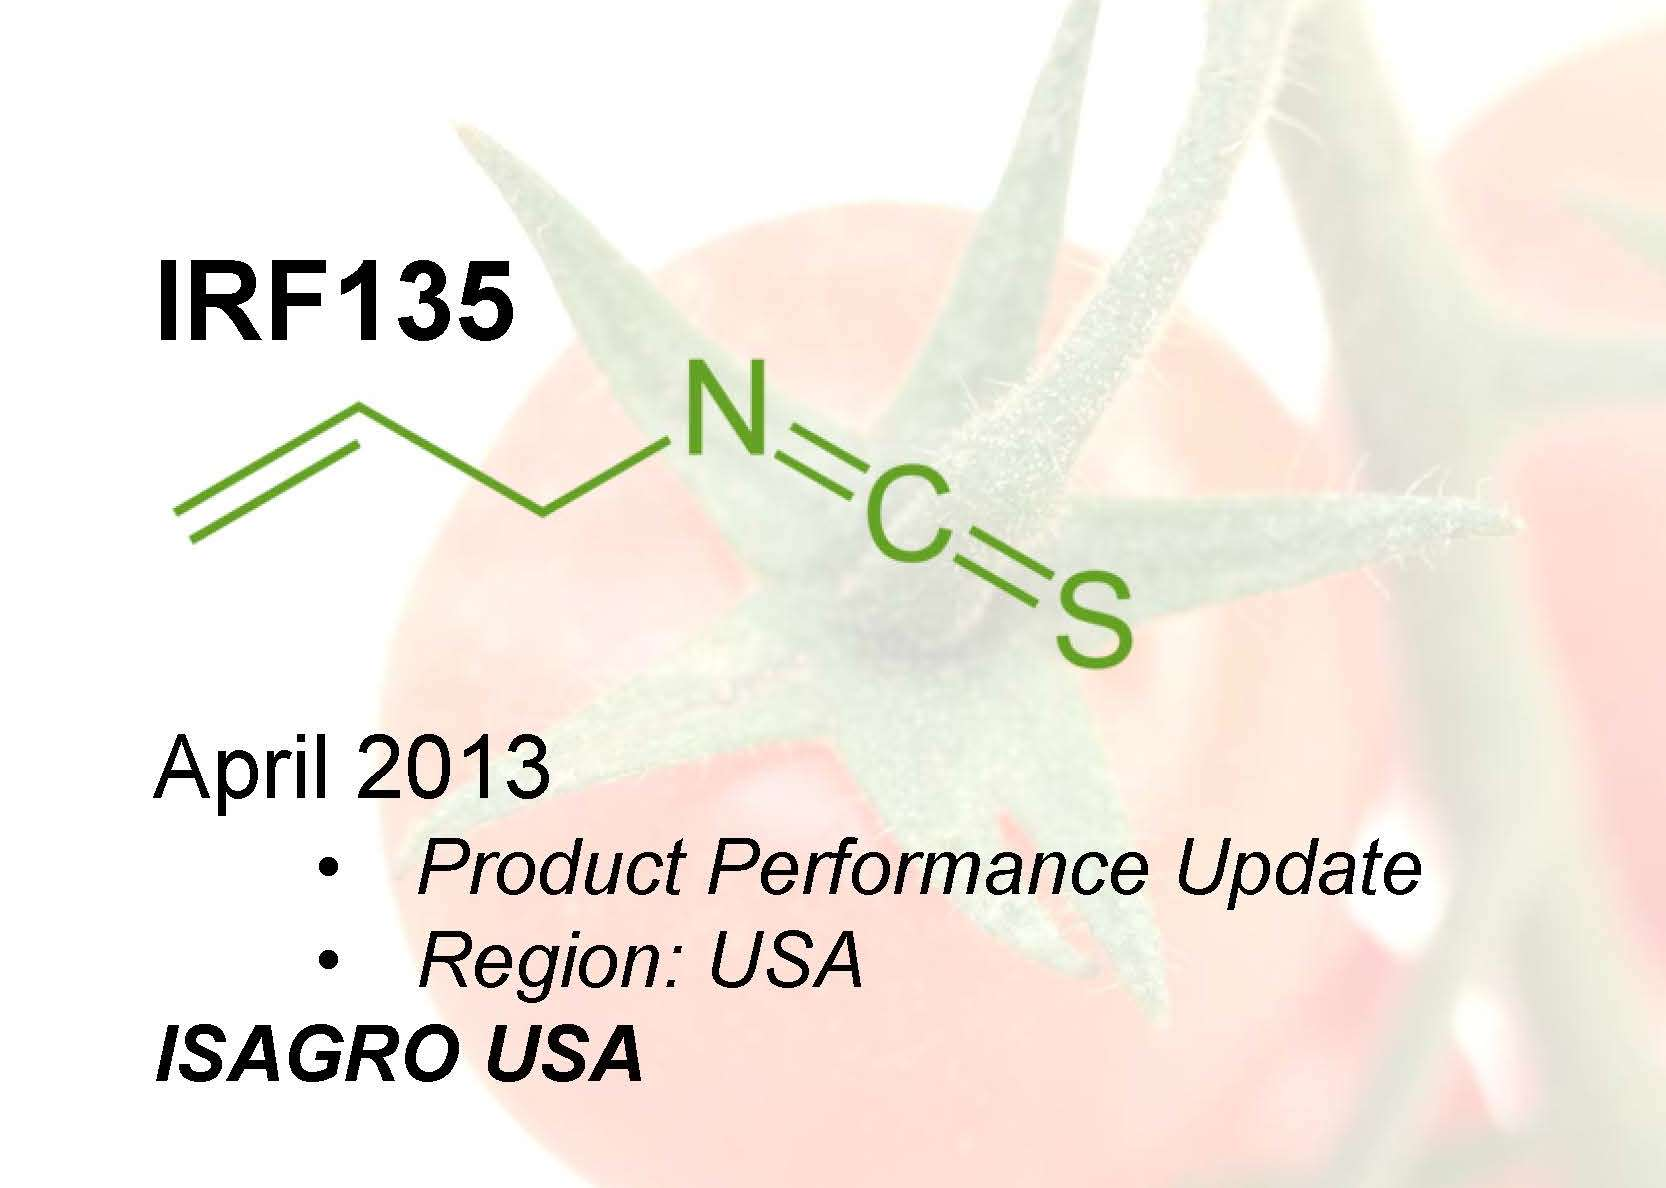 IRF135
N
C
S
April 2013
• Product Performance Update
• Region: USA
ISAGRO USA